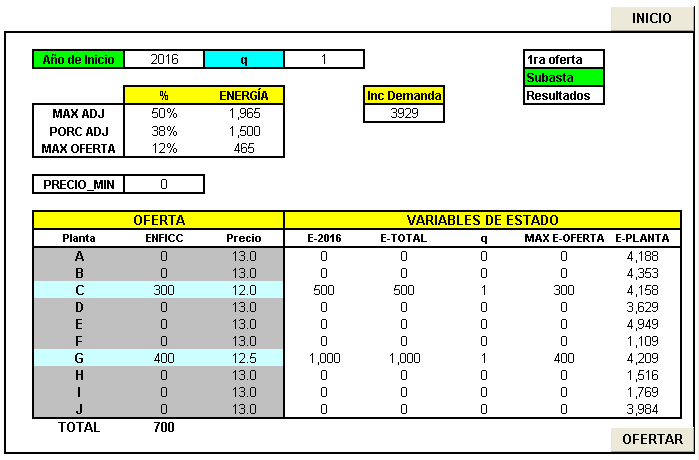 INICIO
Año de Inicio 2016 q 1
1ra oferta
Subasta
Resultados
% ENERGÍA
Inc Demanda
MAX ADJ 50% 1,965
3929
PORC ADJ 38% 1,500
MAX OFERTA 12% 465
PRECIO_MIN 0
OFERTA VARIABLES DE ESTADO
Planta ENFICC Precio E-2016 E-TOTAL q MAX E-OFERTA E-PLANTA
A 0 13.0 0 0 0 0 4,188
B 0 13.0 0 0 0 0 4,353
C 300 12.0 500 500 1 300 4,158
D 0 13.0 0 0 0 0 3,629
E 0 13.0 0 0 0 0 4,949
F 0 13.0 0 0 0 0 1,109
G 400 12.5 1,000 1,000 1 400 4,209
H 0 13.0 0 0 0 0 1,516
I 0 13.0 0 0 0 0 1,769
J 0 13.0 0 0 0 0 3,984
TOTAL 700
OFERTAR